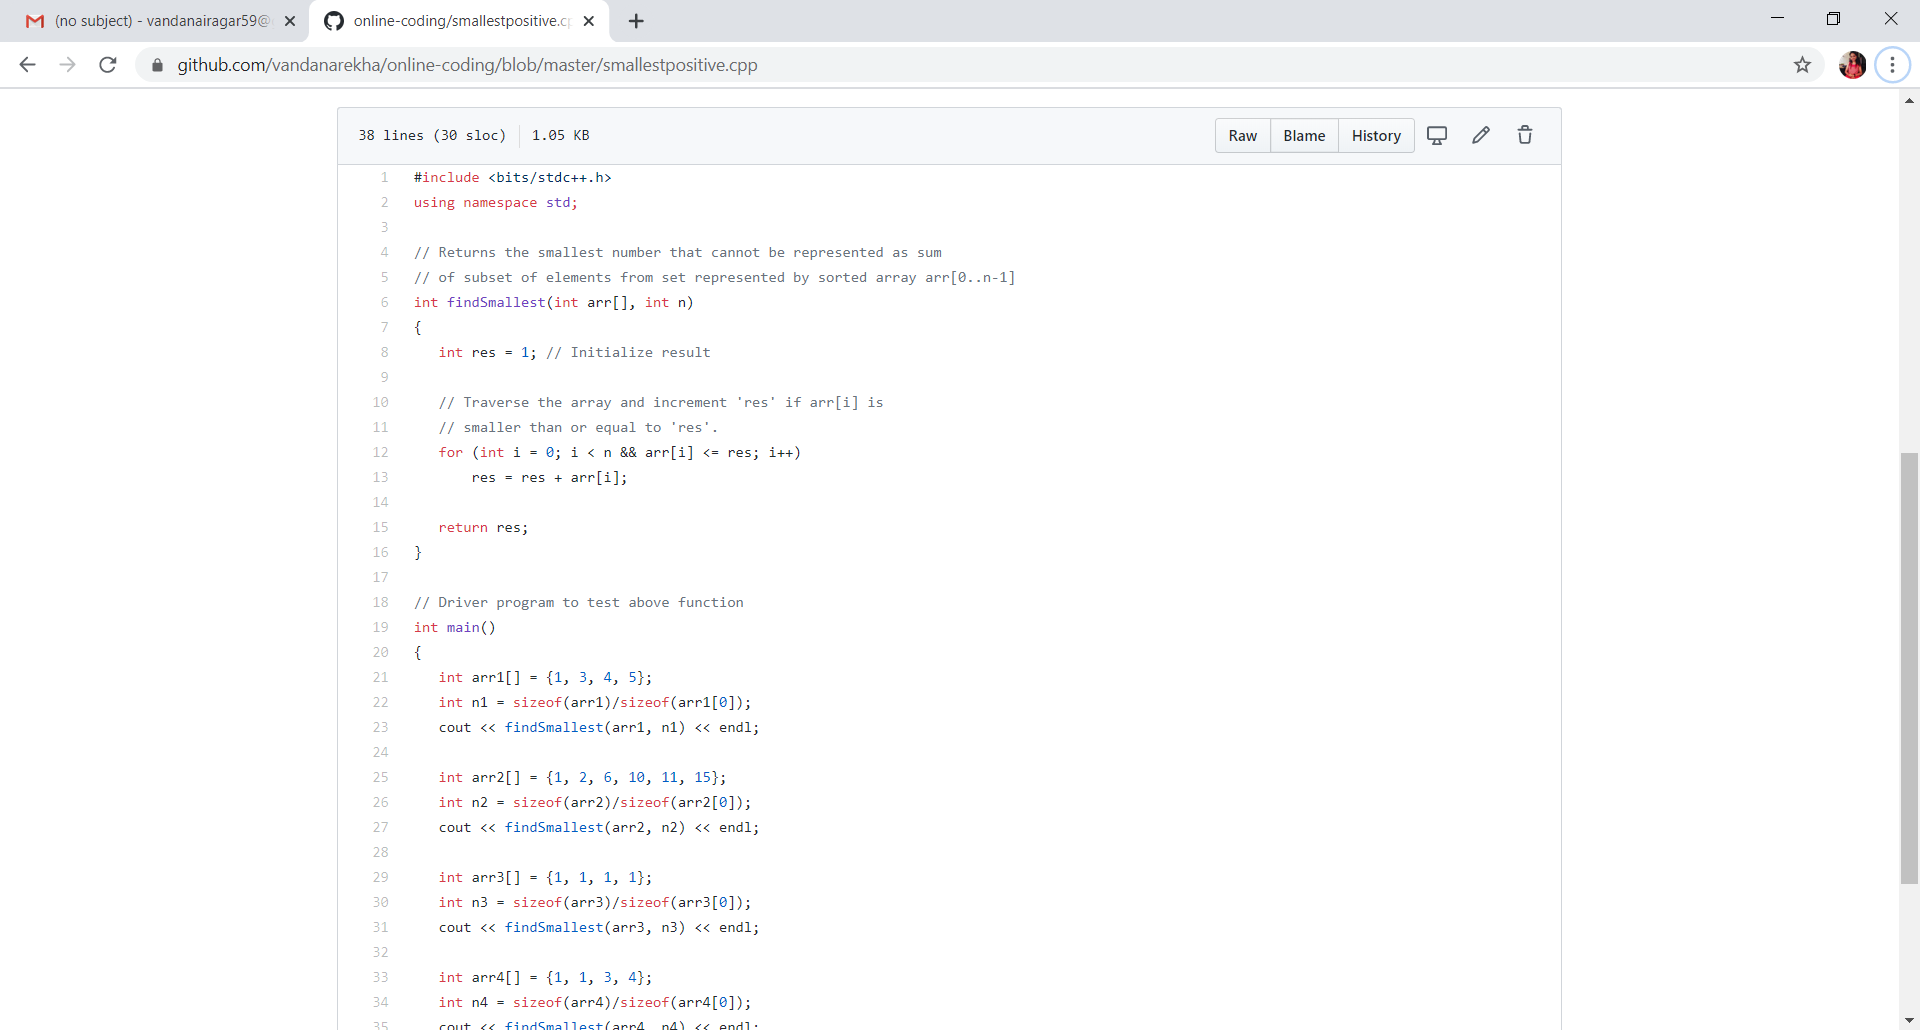 (no subject) - vandanairagar59@
online-coding/smallestpositive.c
github.com/vandanarekha/online-coding/blob/master/smallestpositive.cpp
38 lines (30 sloc) 1.05 KB
Raw Blame History
1 #include <bits/stdc++.h>
2 using namespace std;
3
4 // Returns the smallest number that cannot be represented as sum
5 // of subset of elements from set represented by sorted array arr[0..n-1]
6 int findSmallest(int arr[], int n)
7 {
8 int res = 1; // Initialize result
9
10 // Traverse the array and increment 'res' if arr[i] is
11 // smaller than or equal to 'res'.
12 for (int i = 0; i < n && arr[i] <= res; i++)
13 res = res + arr[i];
14
15 return res;
16 }
17
18 // Driver program to test above function
19 int main()
20 {
21 int arr1[] = {1, 3, 4, 5};
22 int n1 = sizeof(arr1)/sizeof(arr1[0]);
23 cout << findSmallest(arr1, n1) << endl;
24
25 int arr2[] = {1, 2, 6, 10, 11, 15};
26 int n2 = sizeof(arr2)/sizeof(arr2[0]);
27 cout << findSmallest(arr2, n2) << endl;
28
29 int arr3[] = {1, 1, 1, 1};
30 int n3 = sizeof(arr3)/sizeof(arr3[0]);
31 cout << findSmallest(arr3, n3) << endl;
32
33 int arr4[] = {1, 1, 3, 4};
34 int n4 = sizeof(arr4)/sizeof(arr4[0]);
35 cout << findSmallest(arr4, n4) << endl;